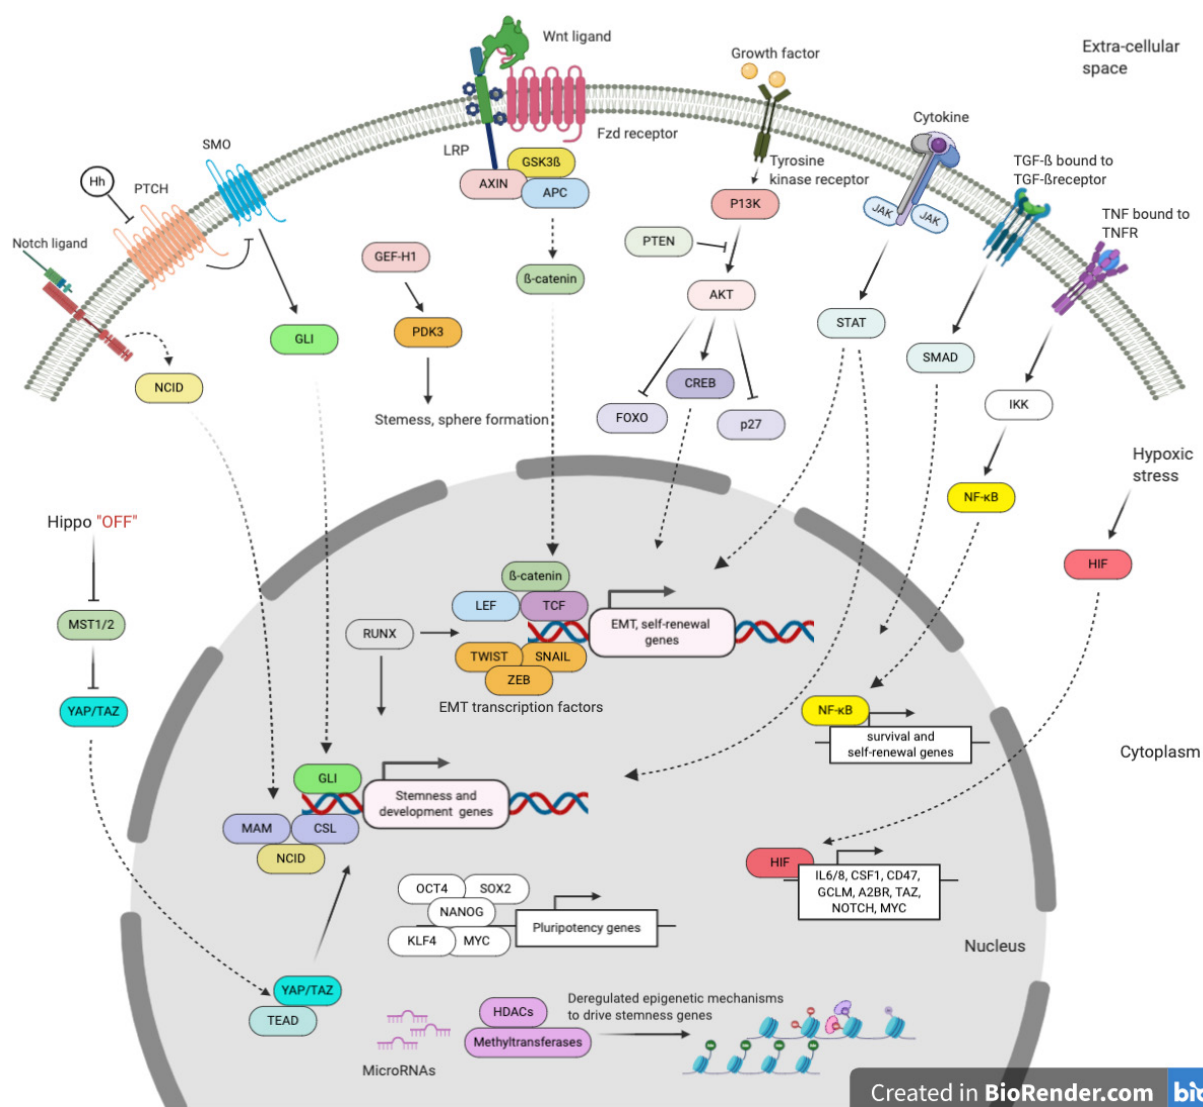 Wnt ligand
Growth factor
Extra-cellular
space
Cytokine
Fzd receptor
SMO
LRP
GSK3ß
Tyrosine
kinase receptor
TGF-ß bound to
TGF-ßreceptor
Hh
PTCH
AXIN
APC
P13K
JAK
JAK
TNF bound to
TNFR
Notch ligand
PTEN
GEF-H1
ß-catenin
AKT
STAT
GLI
PDK3
SMAD
NCID
CREB
FOXO
p27
IKK
Stemess, sphere formation
Hypoxic
stress
NF-κB
Hippo "OFF"
HIF
ß-catenin
LEF
TCF
EMT, self-renewal
genes
MST1/2
RUNX
TWIST
SNAIL
ZEB
EMT transcription factors
YAP/TAZ
NF-κB
survival and
self-renewal genes
Cytoplasm
GLI
Stemness and
development genes
MAM
CSL
NCID
HIF
IL6/8, CSF1, CD47,
GCLM, A2BR, TAZ,
NOTCH, MYC
OCT4
SOX2
NANOG
KLF4
MYC
Pluripotency genes
Nucleus
YAP/TAZ
TEAD
HDACs
Methyltransferases
Deregulated epigenetic mechanisms
to drive stemness genes
MicroRNAs
Created in BioRender.com
bio